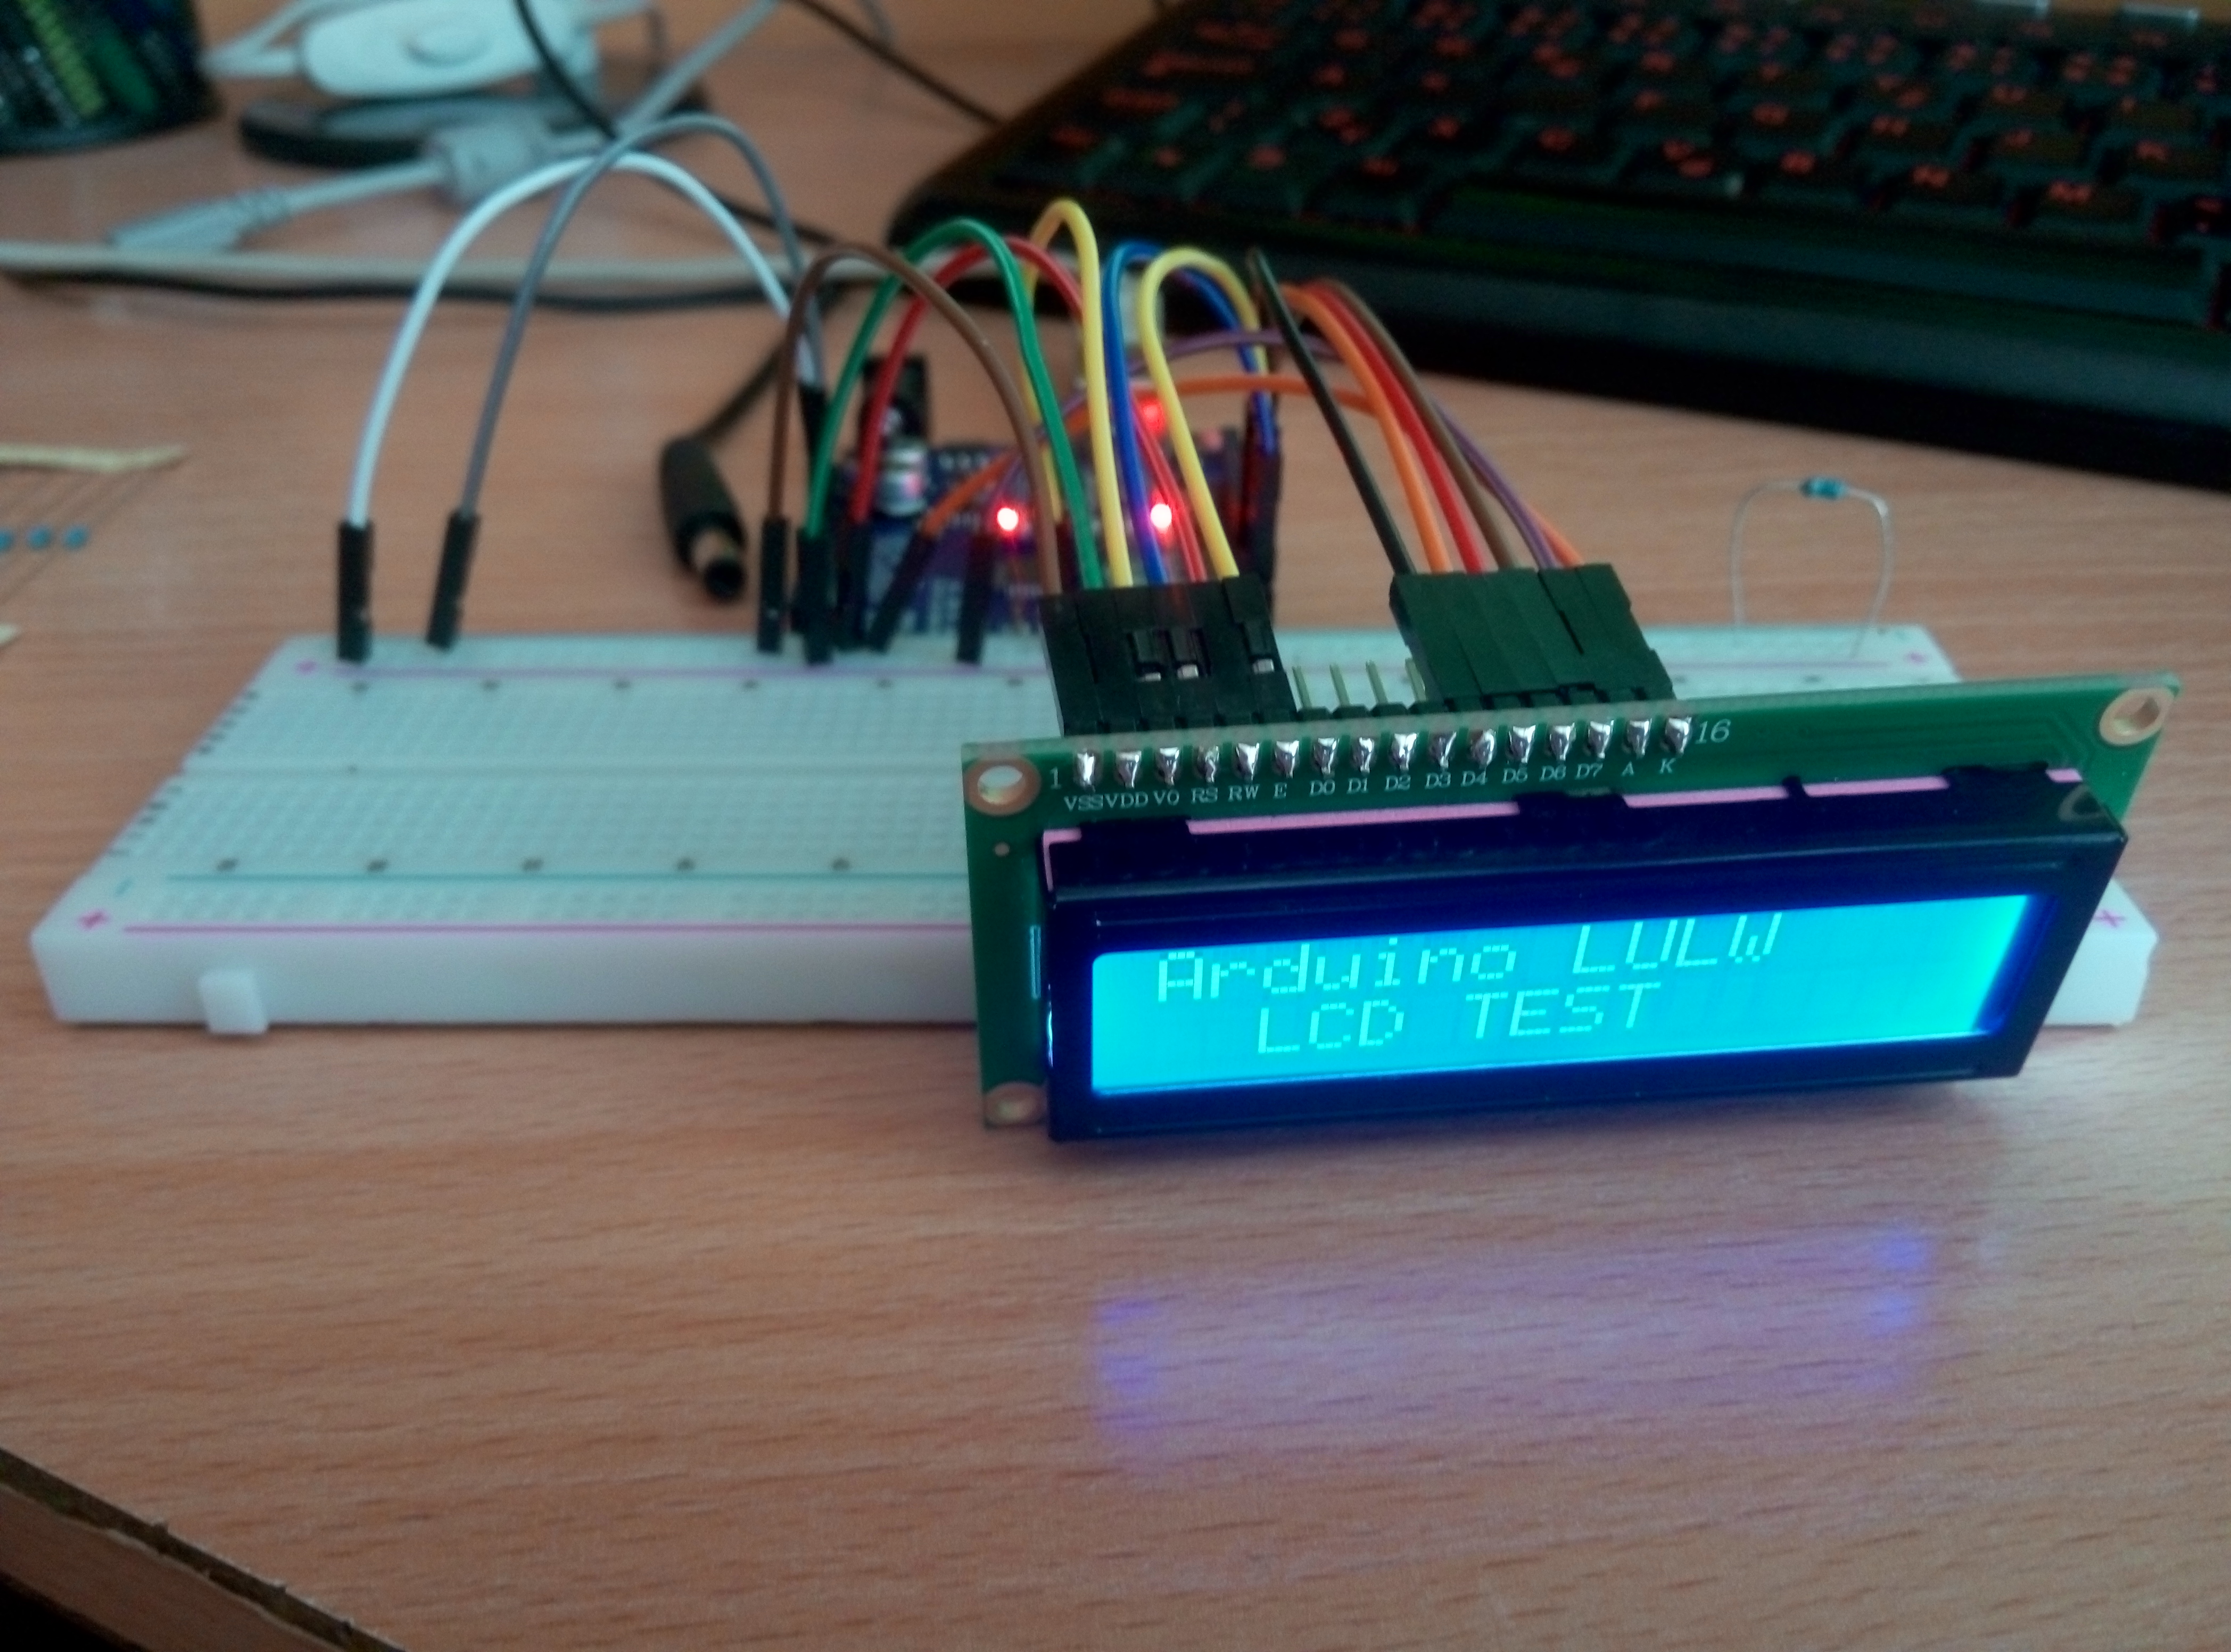 1 VSS VDD V0 RS RW E D0 D1 D2 D3 D4 D5 D6 D7 A K 16
Arduino LULW
LCD TEST